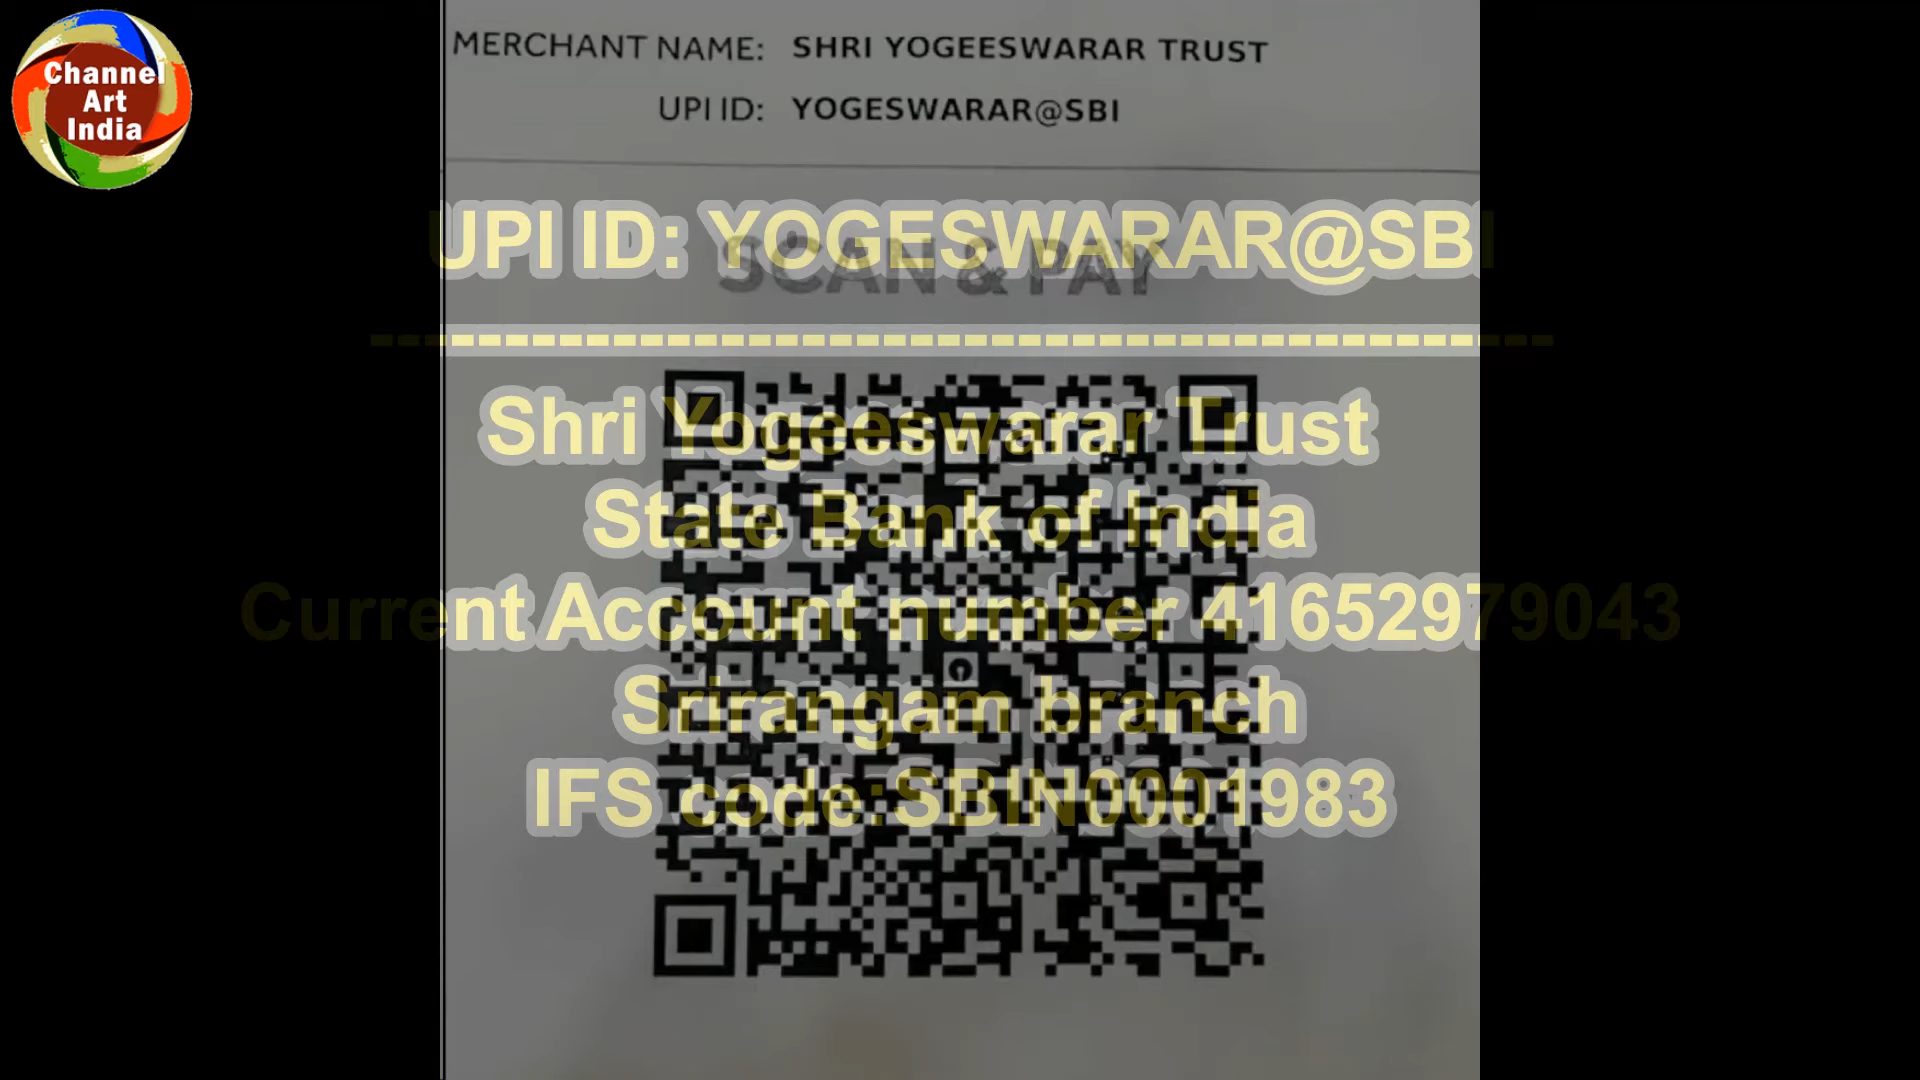 Channel
Art
India
MERCHANT NAME: SHRI YOGEESWARAR TRUST
UPI ID: YOGESWARAR@SBI
UPI ID: YOGESWARAR@SBI
SCAN & PAY
--------------------------------------------
Shri Yogeeswarar Trust
State Bank of India
Current Account number 41652979043
Srirangam branch
IFS code:SBIN0001983